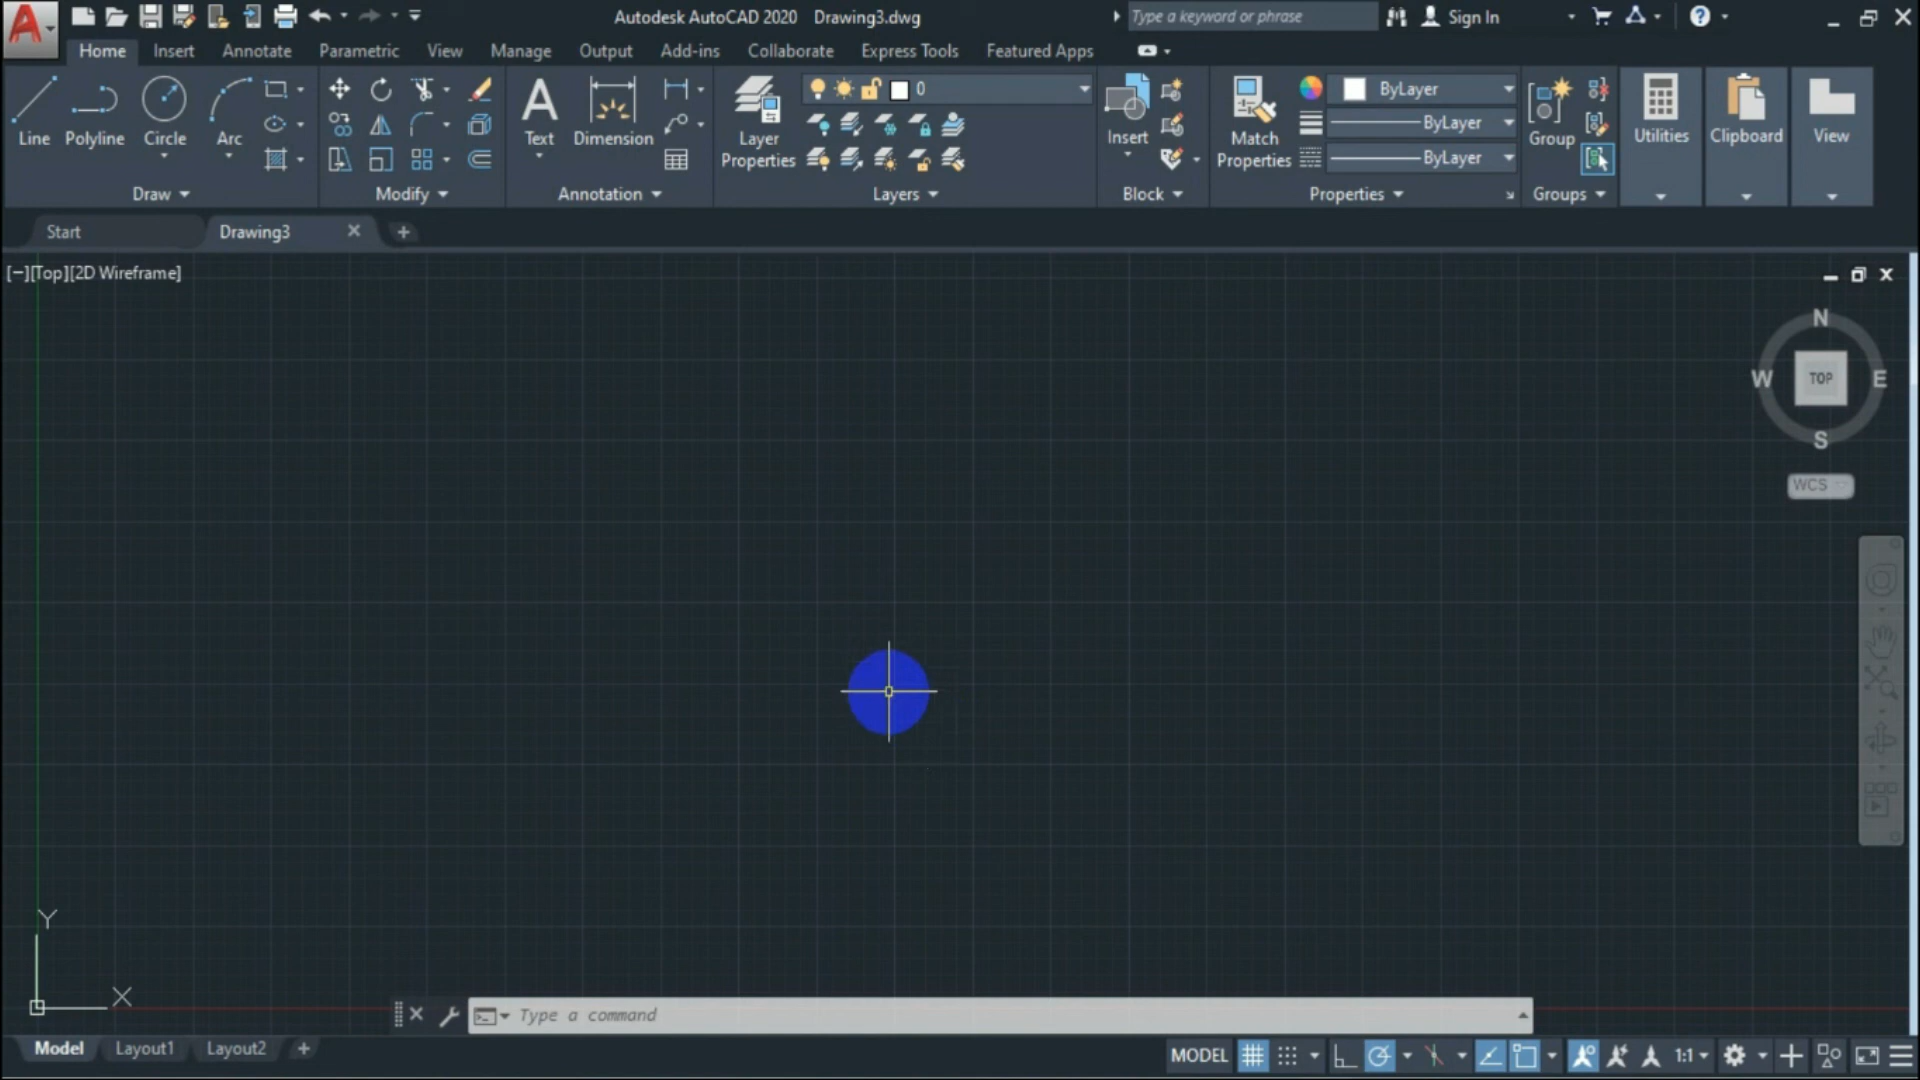 Autodesk AutoCAD 2020 Drawing3.dwg
Type a keyword or phrase
Sign In
Home Insert Annotate Parametric View Manage Output Add-ins Collaborate Express Tools Featured Apps
0
ByLayer
ByLayer
ByLayer
Line Polyline Circle Arc
Text Dimension
Layer
Properties
Insert
Match
Properties
Group
Utilities Clipboard View
Draw Modify Annotation Layers Block Properties Groups
Start Drawing3
[−][Top][2D Wireframe]
N
W TOP E
S
WCS
Y
X
Type a command
Model Layout1 Layout2
MODEL 1:1